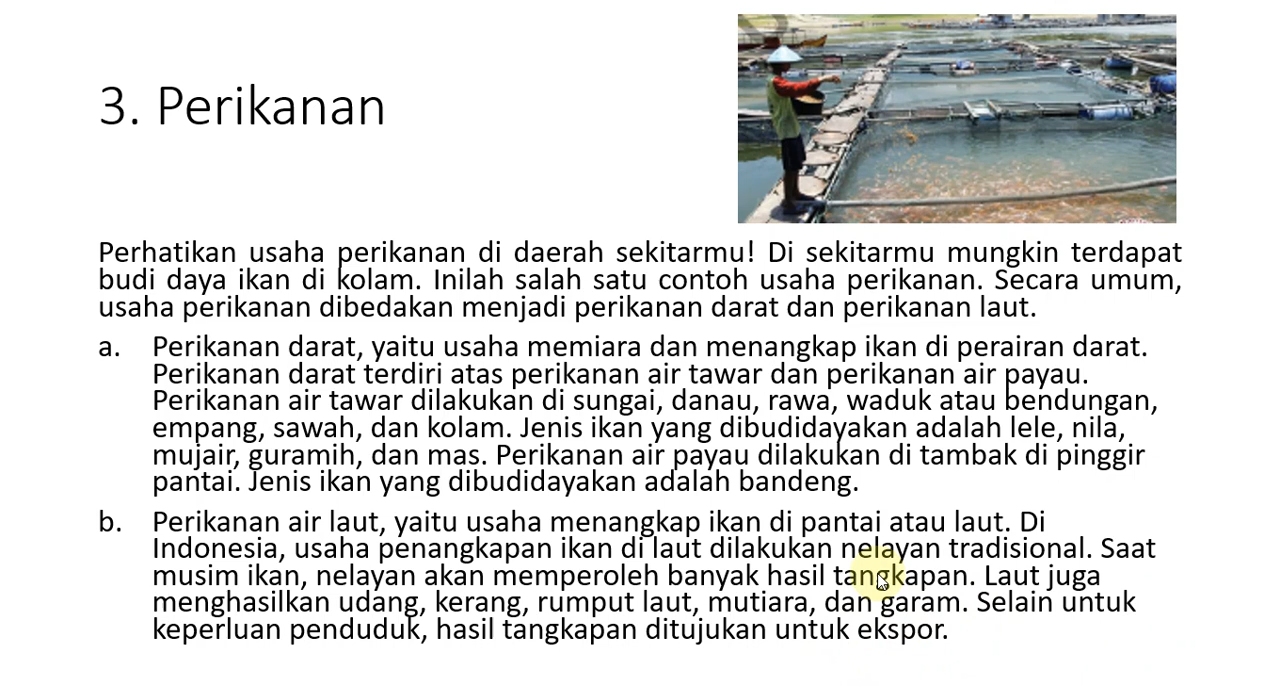 3. Perikanan
Perhatikan usaha perikanan di daerah sekitarmu! Di sekitarmu mungkin terdapat
budi daya ikan di kolam. Inilah salah satu contoh usaha perikanan. Secara umum,
usaha perikanan dibedakan menjadi perikanan darat dan perikanan laut.
a. Perikanan darat, yaitu usaha memiara dan menangkap ikan di perairan darat.
Perikanan darat terdiri atas perikanan air tawar dan perikanan air payau.
Perikanan air tawar dilakukan di sungai, danau, rawa, waduk atau bendungan,
empang, sawah, dan kolam. Jenis ikan yang dibudidayakan adalah lele, nila,
mujair, guramih, dan mas. Perikanan air payau dilakukan di tambak di pinggir
pantai. Jenis ikan yang dibudidayakan adalah bandeng.
b. Perikanan air laut, yaitu usaha menangkap ikan di pantai atau laut. Di
Indonesia, usaha penangkapan ikan di laut dilakukan nelayan tradisional. Saat
musim ikan, nelayan akan memperoleh banyak hasil tangkapan. Laut juga
menghasilkan udang, kerang, rumput laut, mutiara, dan garam. Selain untuk
keperluan penduduk, hasil tangkapan ditujukan untuk ekspor.